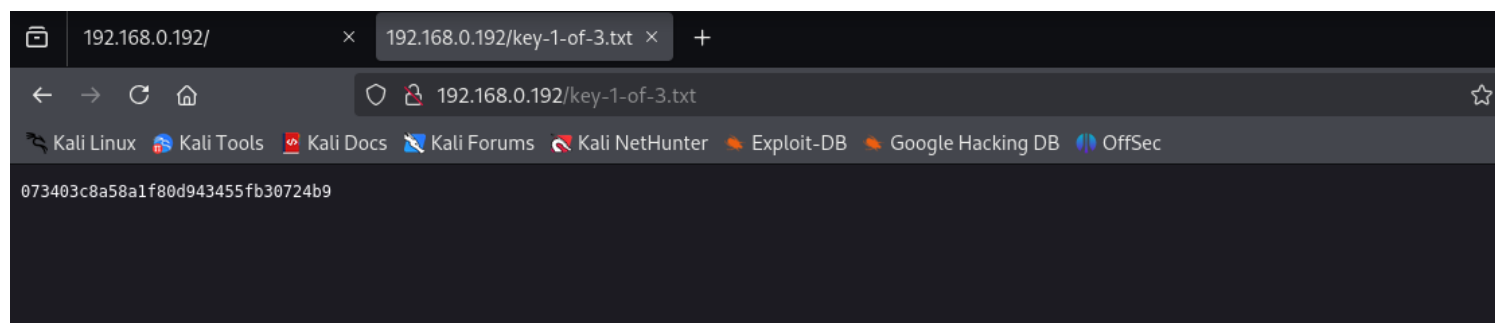 192.168.0.192/ 192.168.0.192/key-1-of-3.txt
192.168.0.192/key-1-of-3.txt
Kali Linux Kali Tools Kali Docs Kali Forums Kali NetHunter Exploit-DB Google Hacking DB OffSec
073403c8a58a1f80d943455fb30724b9